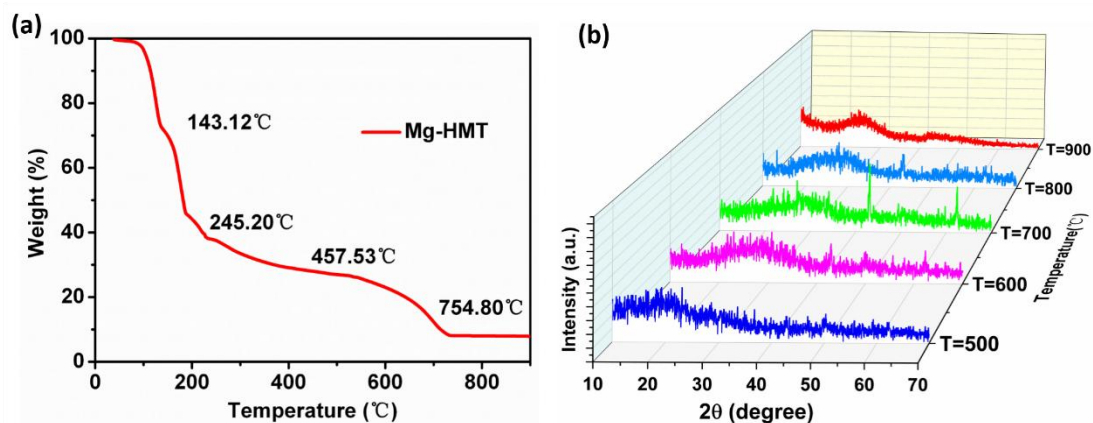 (a)
100
80
60
40
20
0
Weight (%)
143.12℃
245.20℃
457.53℃
754.80℃
Mg-HMT
0
200
400
600
800
Temperature (℃)
(b)
Intensity (a.u.)
T=900
T=800
T=700
T=600
T=500
Temperature(℃)
10
20
30
40
50
60
70
2θ (degree)